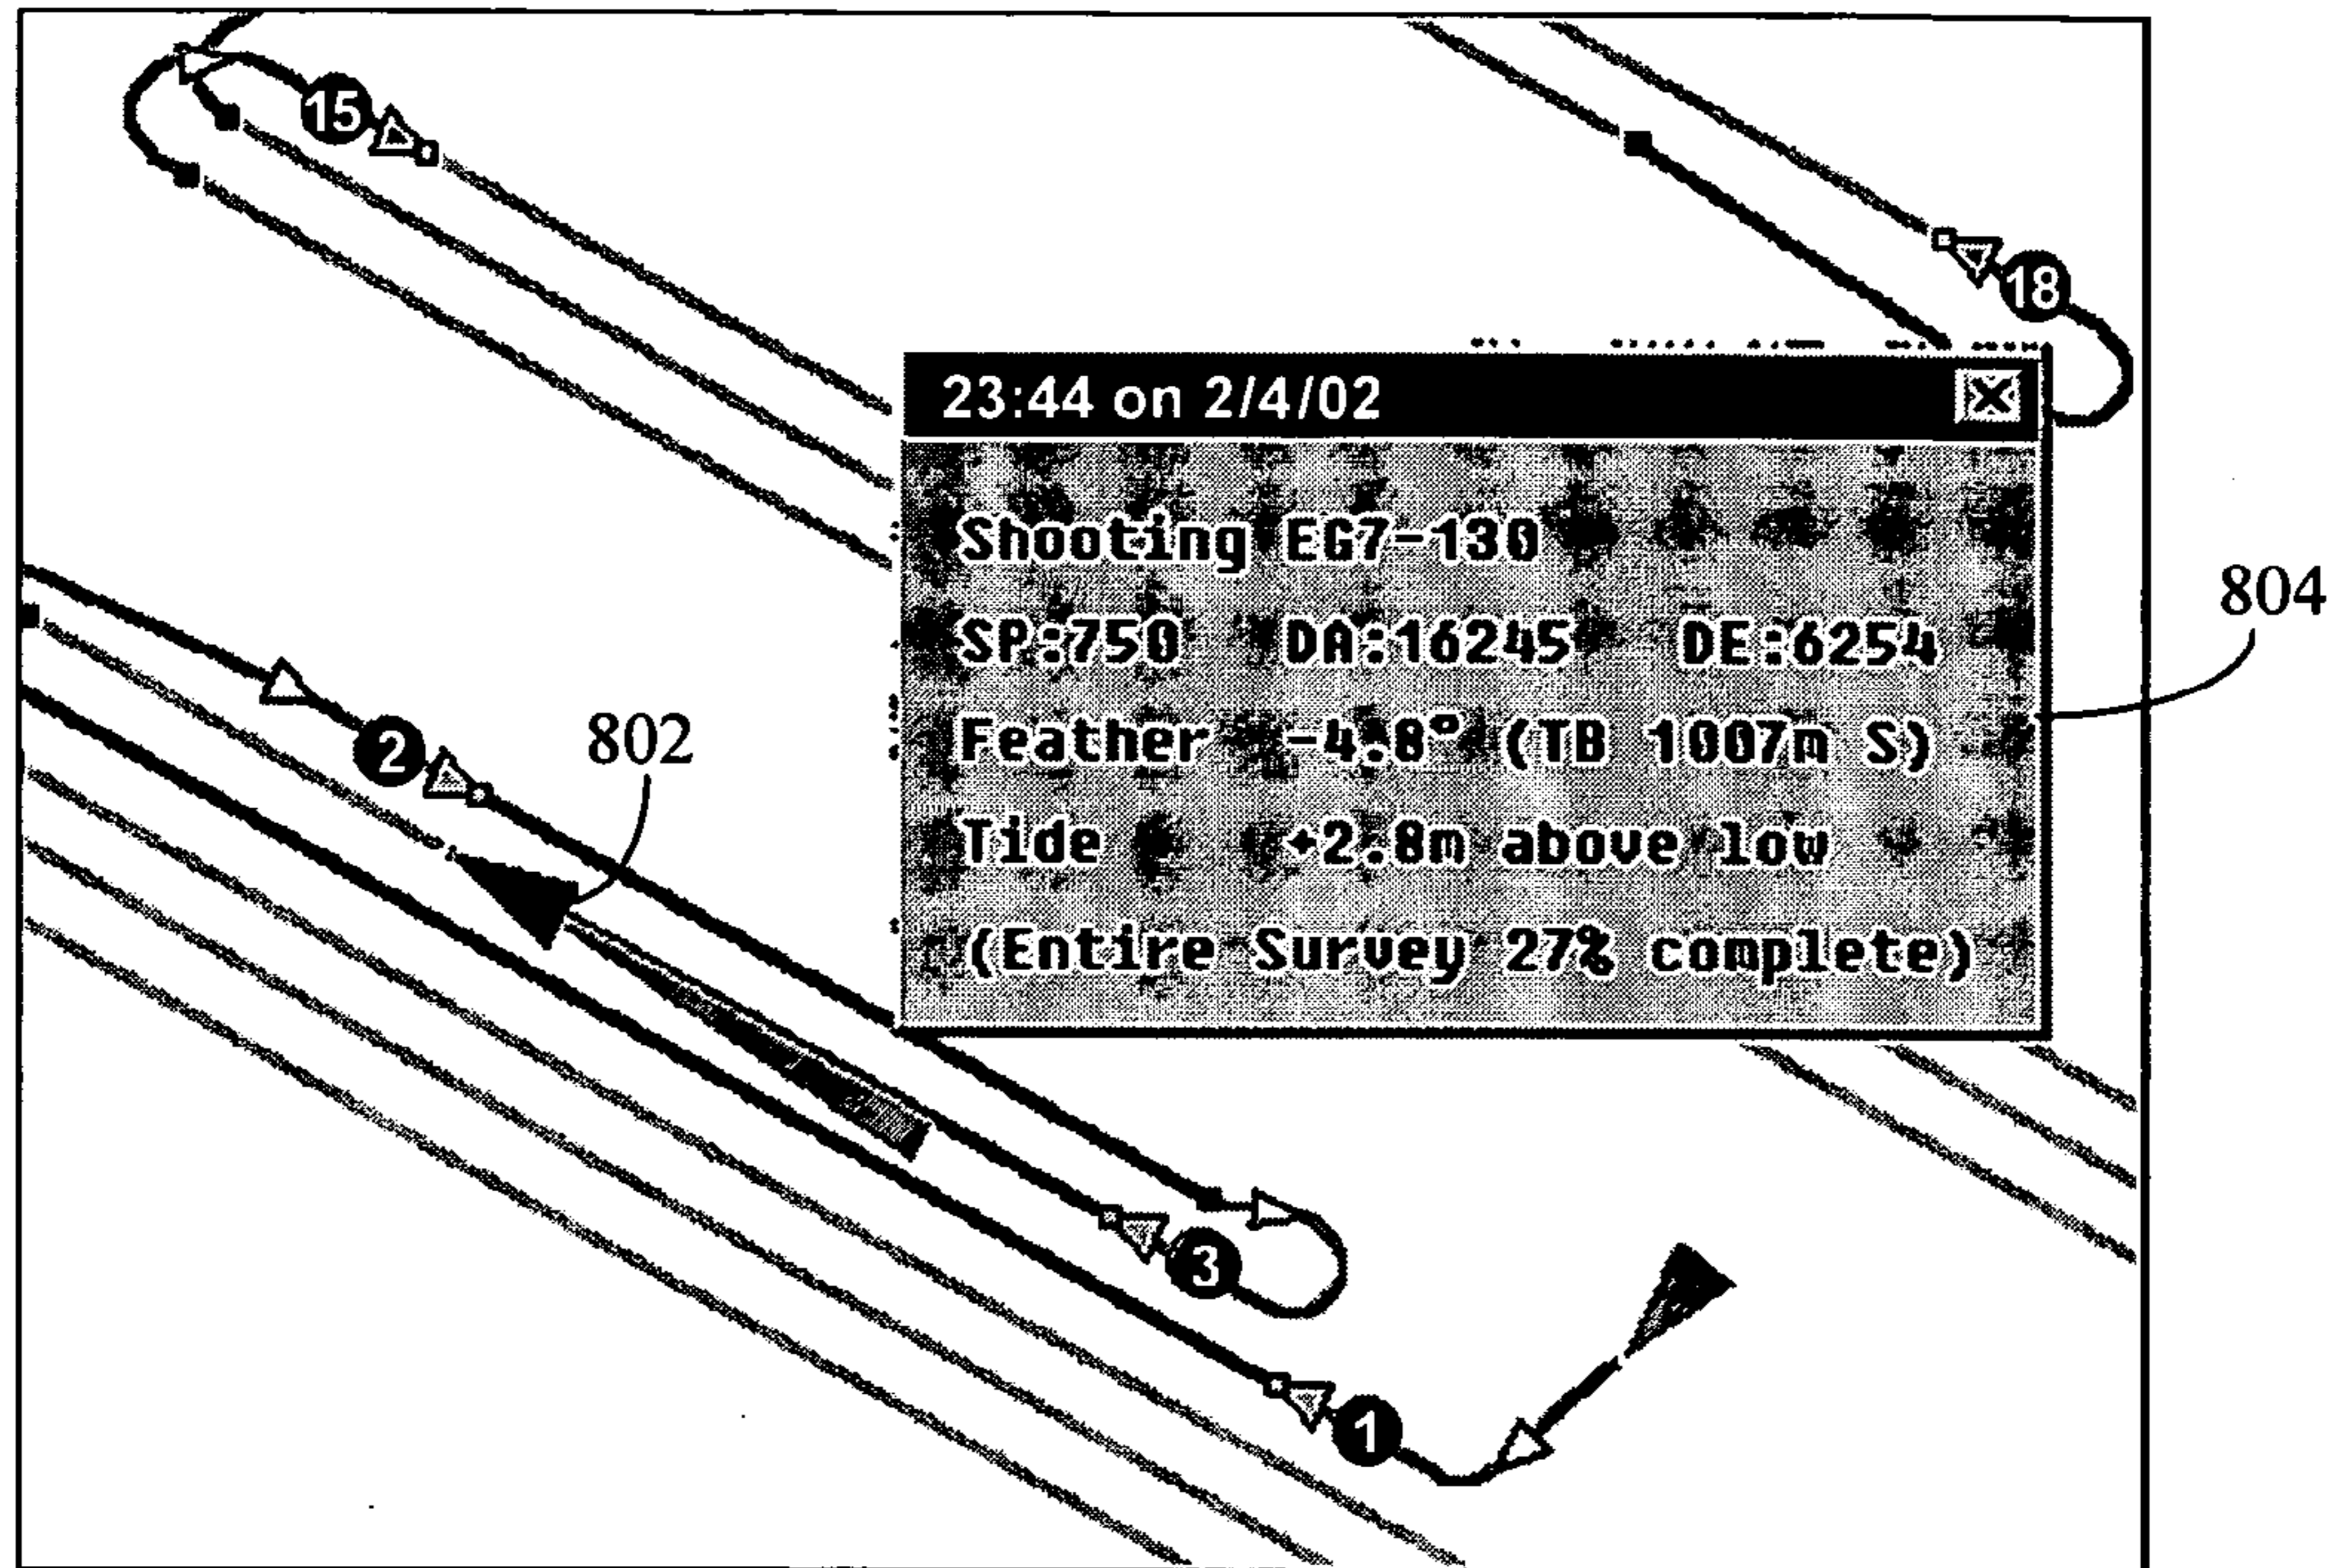 15
18
23:44 on 2/4/02
Shooting EG7-130
804
SP:750 DA:16245 DE:6254
2
802
Feather -4.8° (TB 1007m S)
Tide +2.8m above low
(Entire Survey 27% complete)
3
1